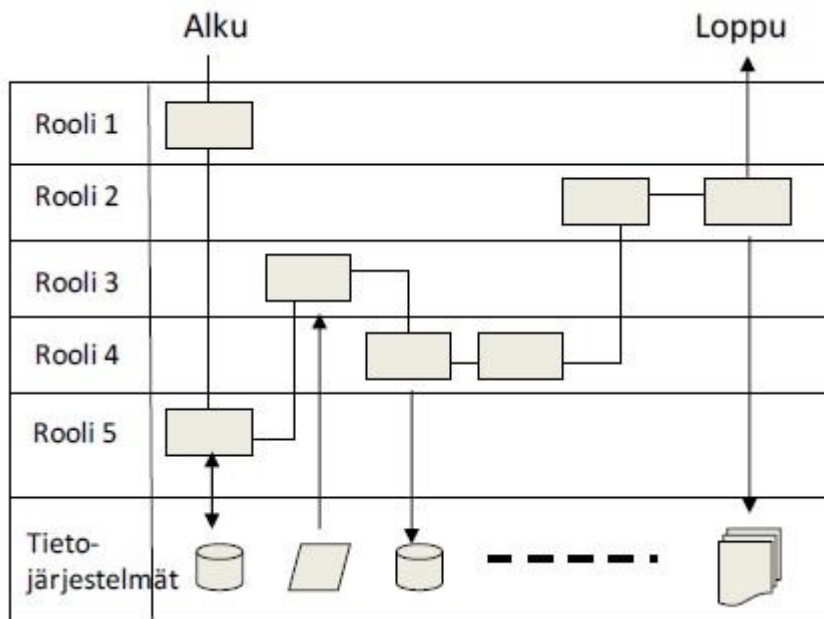 Alku
Loppu
Rooli 1
Rooli 2
Rooli 3
Rooli 4
Rooli 5
Tieto-
järjestelmät